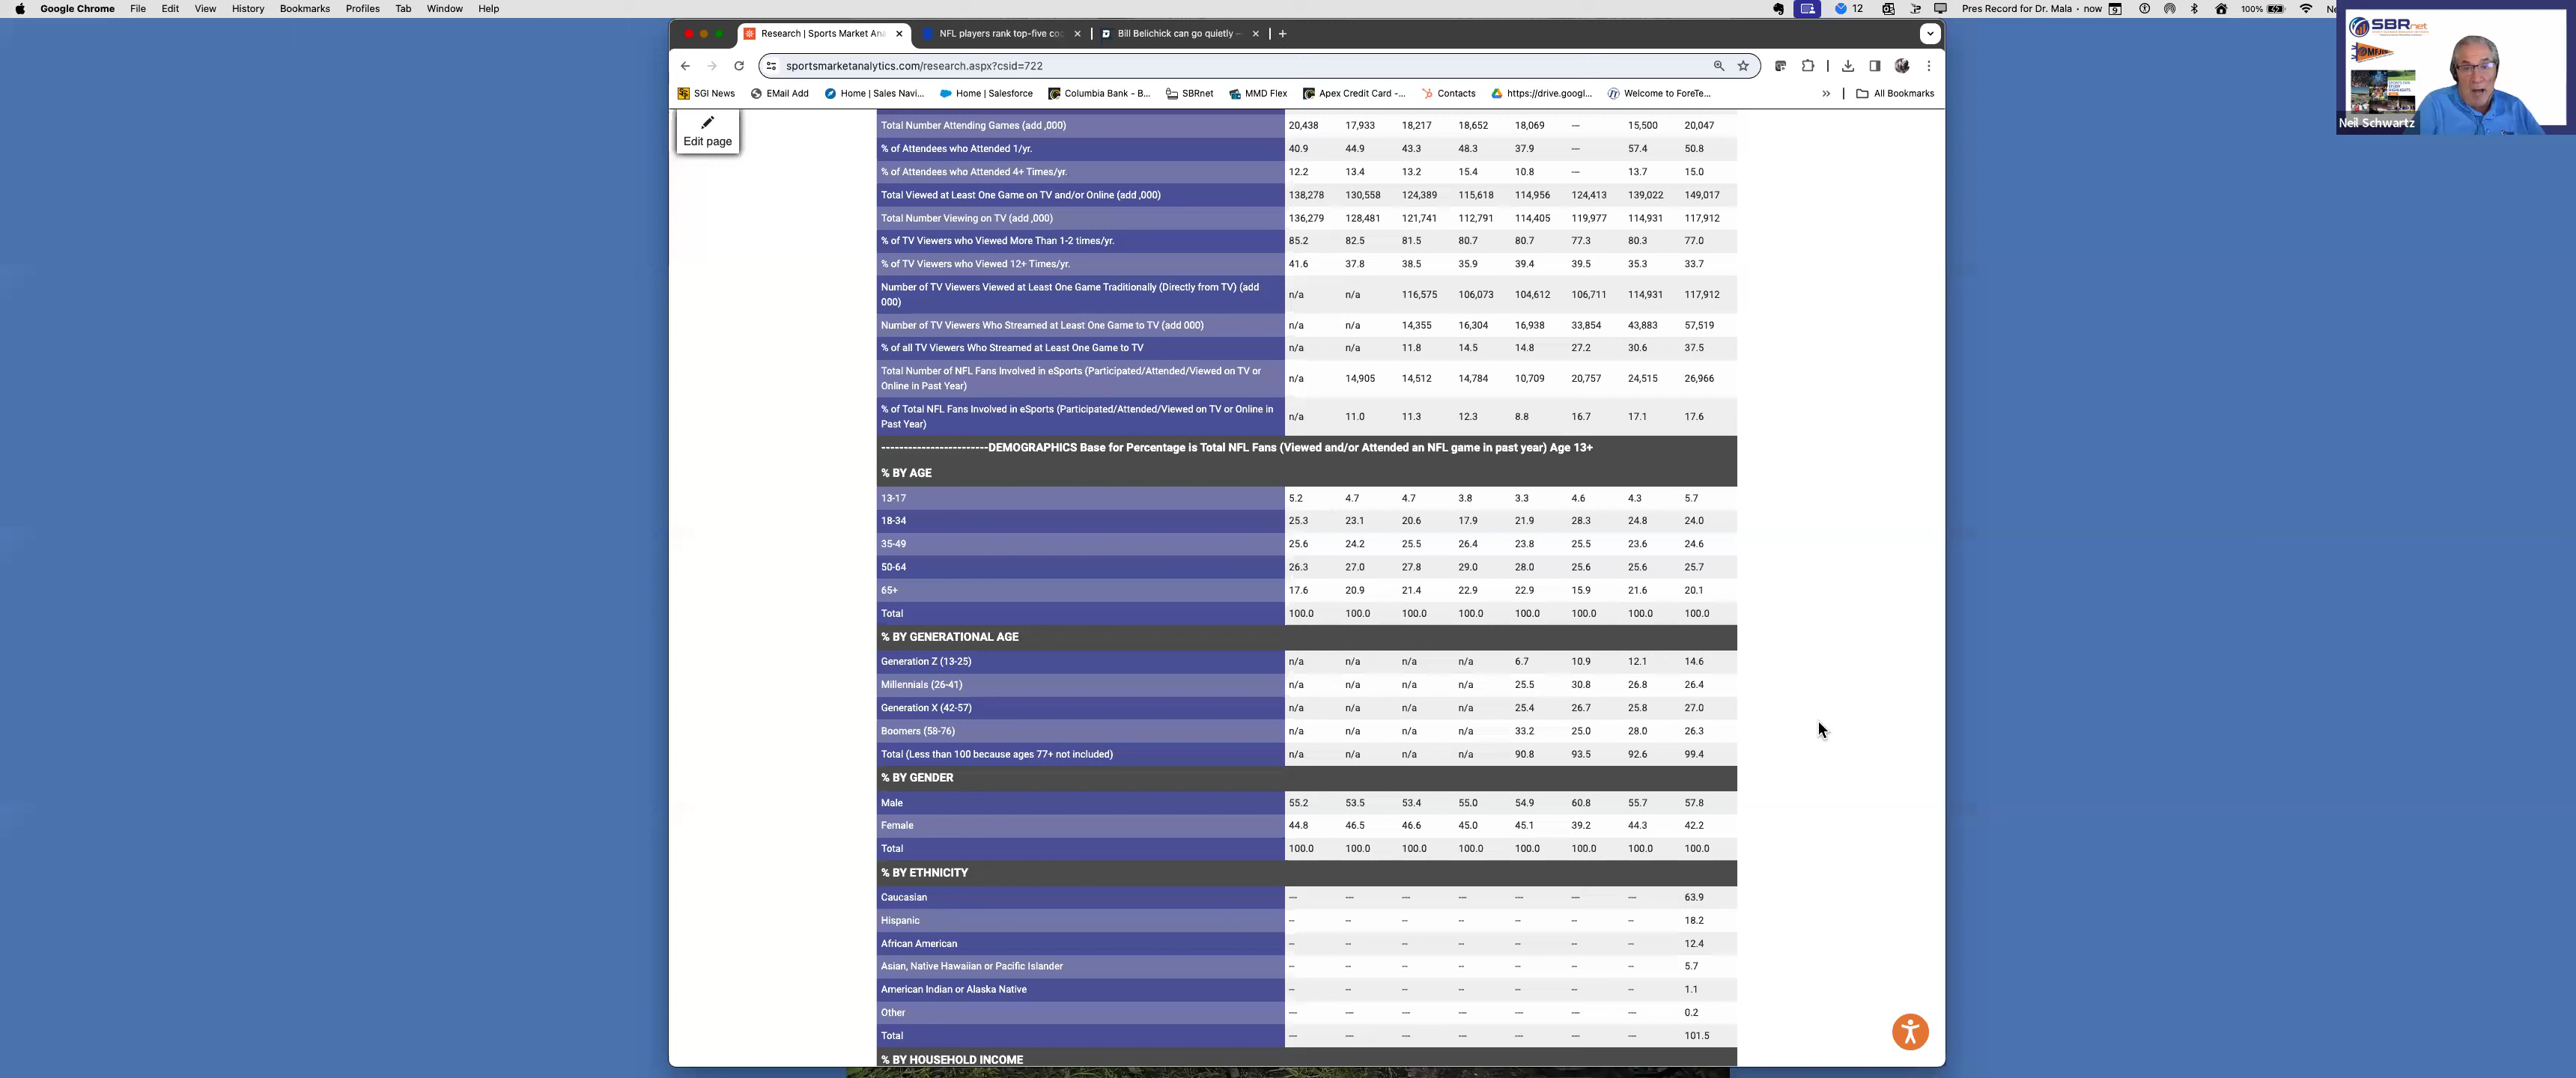 Google Chrome File Edit View History Bookmarks Profiles Tab Window Help
12 100% Pres Record for Dr. Mala • now 9
Research | Sports Market Ana
NFL players rank top-five co
Bill Belichick can go quietly
sportsmarketanalytics.com/research.aspx?csid=722
SGI News EMail Add Home | Sales Navi... Home | Salesforce Columbia Bank - B... SBRnet MMD Flex Apex Credit Card -... Contacts https://drive.googl... Welcome to ForeTe... » All Bookmarks
SBRnet
Neil Schwartz
Edit page
Total Number Attending Games (add ,000) 20,438 17,933 18,217 18,652 18,069 --- 15,500 20,047
% of Attendees who Attended 1/yr. 40.9 44.9 43.3 48.3 37.9 --- 57.4 50.8
% of Attendees who Attended 4+ Times/yr. 12.2 13.4 13.2 15.4 10.8 --- 13.7 15.0
Total Viewed at Least One Game on TV and/or Online (add ,000) 138,278 130,558 124,389 115,618 114,956 124,413 139,022 149,017
Total Number Viewing on TV (add ,000) 136,279 128,481 121,741 112,791 114,405 119,977 114,931 117,912
% of TV Viewers who Viewed More Than 1-2 times/yr. 85.2 82.5 81.5 80.7 80.7 77.3 80.3 77.0
% of TV Viewers who Viewed 12+ Times/yr. 41.6 37.8 38.5 35.9 39.4 39.5 35.3 33.7
Number of TV Viewers Viewed at Least One Game Traditionally (Directly from TV) (add
000) n/a n/a 116,575 106,073 104,612 106,711 114,931 117,912
Number of TV Viewers Who Streamed at Least One Game to TV (add 000) n/a n/a 14,355 16,304 16,938 33,854 43,883 57,519
% of all TV Viewers Who Streamed at Least One Game to TV n/a n/a 11.8 14.5 14.8 27.2 30.6 37.5
Total Number of NFL Fans Involved in eSports (Participated/Attended/Viewed on TV or
Online in Past Year) n/a 14,905 14,512 14,784 10,709 20,757 24,515 26,966
% of Total NFL Fans Involved in eSports (Participated/Attended/Viewed on TV or Online in
Past Year) n/a 11.0 11.3 12.3 8.8 16.7 17.1 17.6
------------------------DEMOGRAPHICS Base for Percentage is Total NFL Fans (Viewed and/or Attended an NFL game in past year) Age 13+
% BY AGE
13-17 5.2 4.7 4.7 3.8 3.3 4.6 4.3 5.7
18-34 25.3 23.1 20.6 17.9 21.9 28.3 24.8 24.0
35-49 25.6 24.2 25.5 26.4 23.8 25.5 23.6 24.6
50-64 26.3 27.0 27.8 29.0 28.0 25.6 25.6 25.7
65+ 17.6 20.9 21.4 22.9 22.9 15.9 21.6 20.1
Total 100.0 100.0 100.0 100.0 100.0 100.0 100.0 100.0
% BY GENERATIONAL AGE
Generation Z (13-25) n/a n/a n/a n/a 6.7 10.9 12.1 14.6
Millennials (26-41) n/a n/a n/a n/a 25.5 30.8 26.8 26.4
Generation X (42-57) n/a n/a n/a n/a 25.4 26.7 25.8 27.0
Boomers (58-76) n/a n/a n/a n/a 33.2 25.0 28.0 26.3
Total (Less than 100 because ages 77+ not included) n/a n/a n/a n/a 90.8 93.5 92.6 99.4
% BY GENDER
Male 55.2 53.5 53.4 55.0 54.9 60.8 55.7 57.8
Female 44.8 46.5 46.6 45.0 45.1 39.2 44.3 42.2
Total 100.0 100.0 100.0 100.0 100.0 100.0 100.0 100.0
% BY ETHNICITY
Caucasian --- --- --- --- --- --- --- 63.9
Hispanic -- -- -- -- -- -- -- 18.2
African American -- -- -- -- -- -- -- 12.4
Asian, Native Hawaiian or Pacific Islander -- -- -- -- -- -- -- 5.7
American Indian or Alaska Native -- -- -- -- -- -- -- 1.1
Other --- --- --- --- --- --- --- 0.2
Total --- --- --- --- --- --- --- 101.5
% BY HOUSEHOLD INCOME